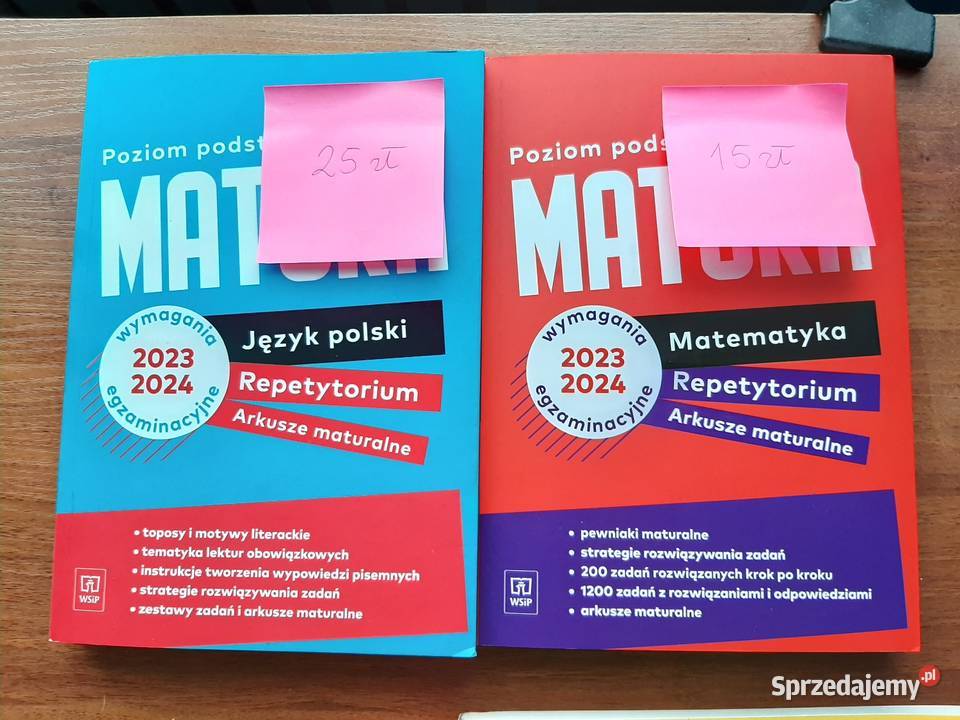 Poziom podst
25 zł
MATURA
wymagania
2023
2024
egzaminacyjne
Język polski
Repetytorium
Arkusze maturalne
• toposy i motywy literackie
• tematyka lektur obowiązkowych
• instrukcje tworzenia wypowiedzi pisemnych
• strategie rozwiązywania zadań
• zestawy zadań i arkusze maturalne
WSiP
Poziom pods
15 zł
MATURA
wymagania
2023
2024
egzaminacyjne
Matematyka
Repetytorium
Arkusze maturalne
• pewniaki maturalne
• strategie rozwiązywania zadań
• 200 zadań rozwiązanych krok po kroku
• 1200 zadań z rozwiązaniami i odpowiedziami
• arkusze maturalne
WSiP
Sprzedajemy.pl